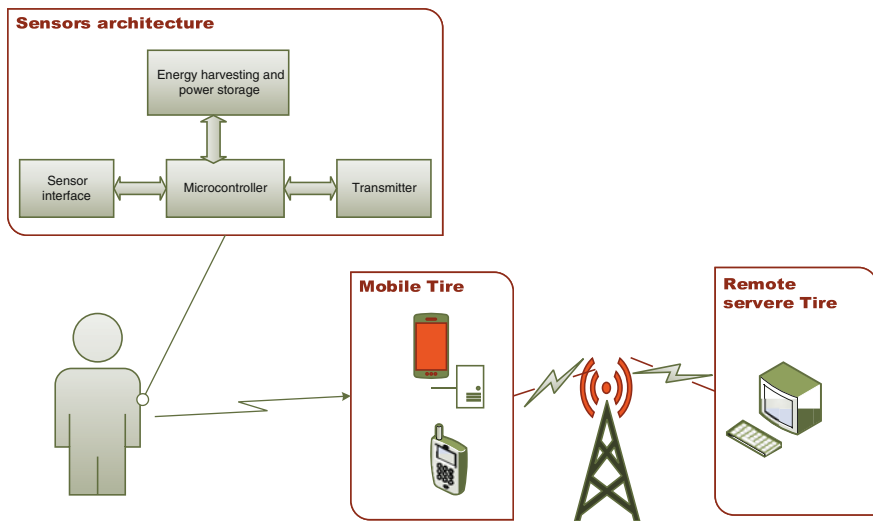 Sensors architecture
Energy harvesting and
power storage
Sensor
interface
Microcontroller
Transmitter
Mobile Tire
Remote
servere Tire